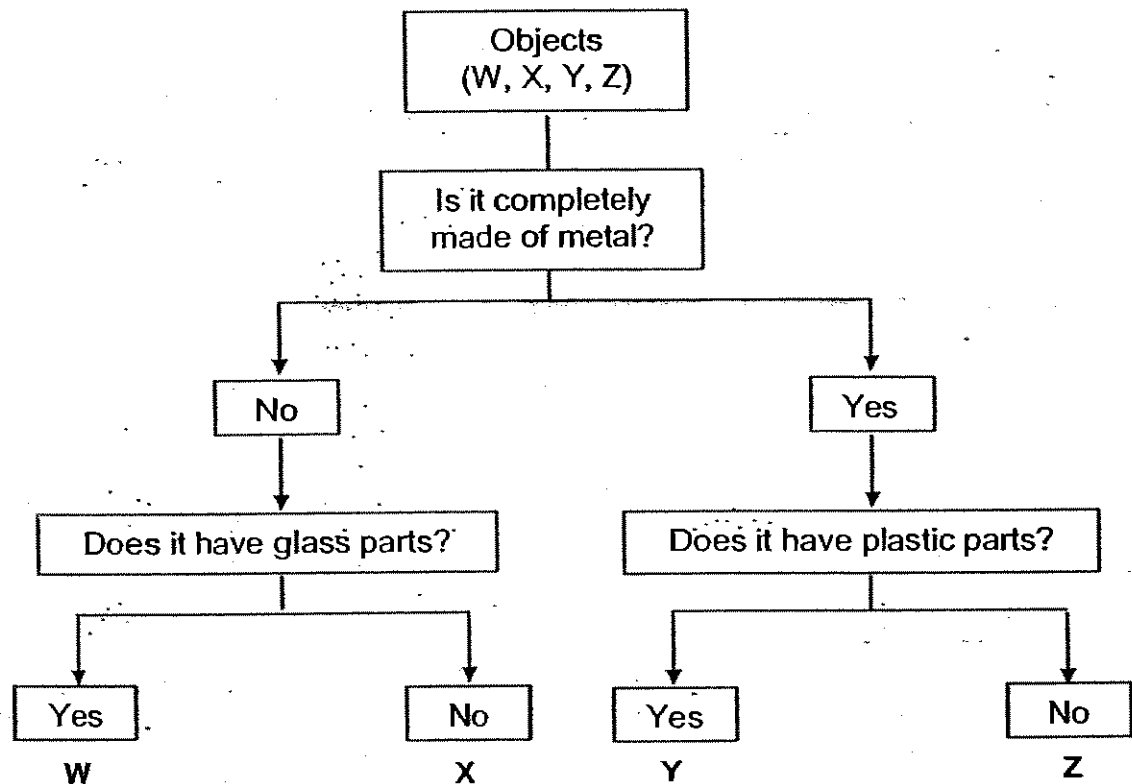 Objects
(W, X, Y, Z)
Is it completely
made of metal?
No
Yes
Does it have glass parts?
Does it have plastic parts?
Yes
No
Yes
No
W
X
Y
Z